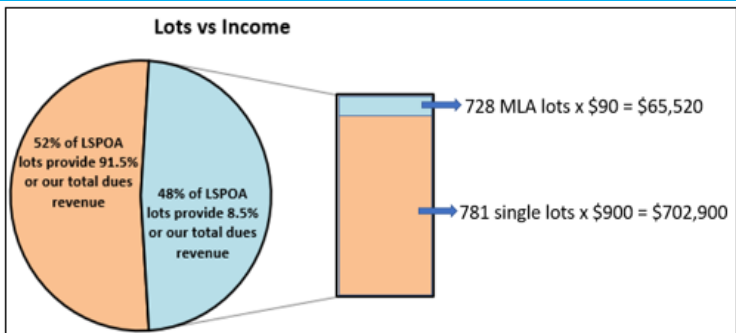 Lots vs Income
52% of LSPOA
lots provide 91.5%
or our total dues
revenue
48% of LSPOA
lots provide 8.5%
or our total dues
revenue
728 MLA lots x $90 = $65,520
781 single lots x $900 = $702,900